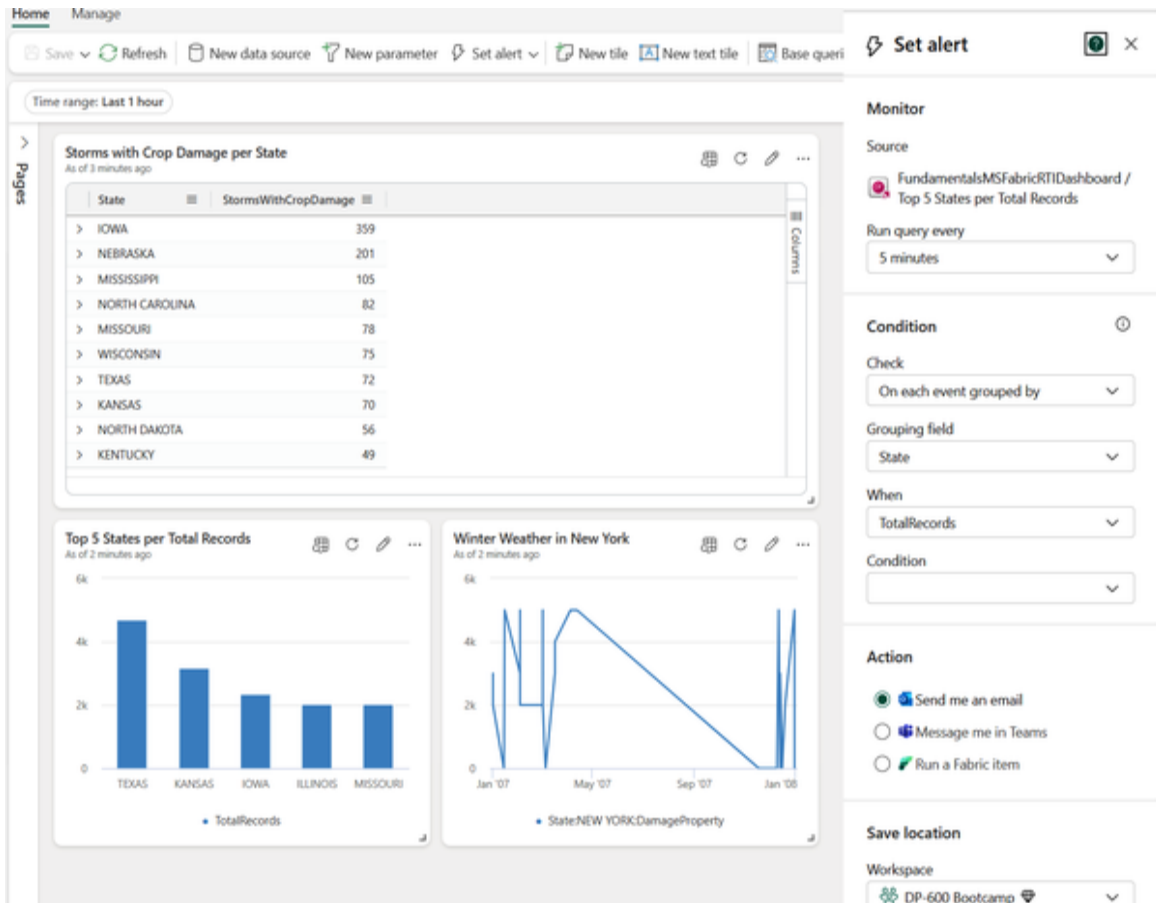 Home Manage
Save Refresh New data source New parameter Set alert New tile New text tile Base queri
Time range: Last 1 hour
Pages
Storms with Crop Damage per State
As of 3 minutes ago
State StormsWithCropDamage
IOWA 359
NEBRASKA 201
MISSISSIPPI 105
NORTH CAROLINA 82
MISSOURI 78
WISCONSIN 75
TEXAS 72
KANSAS 70
NORTH DAKOTA 56
KENTUCKY 49
Columns
Top 5 States per Total Records
As of 2 minutes ago
6k
4k
2k
0
TEXAS KANSAS IOWA ILLINOIS MISSOURI
TotalRecords
Winter Weather in New York
As of 2 minutes ago
6k
4k
2k
0
Jan '07 May '07 Sep '07 Jan '08
State:NEW YORK:DamageProperty
Set alert
Monitor
Source
FundamentalsMSFabricRTIDashboard /
Top 5 States per Total Records
Run query every
5 minutes
Condition
Check
On each event grouped by
Grouping field
State
When
TotalRecords
Condition
Action
Send me an email
Message me in Teams
Run a Fabric item
Save location
Workspace
DP-600 Bootcamp